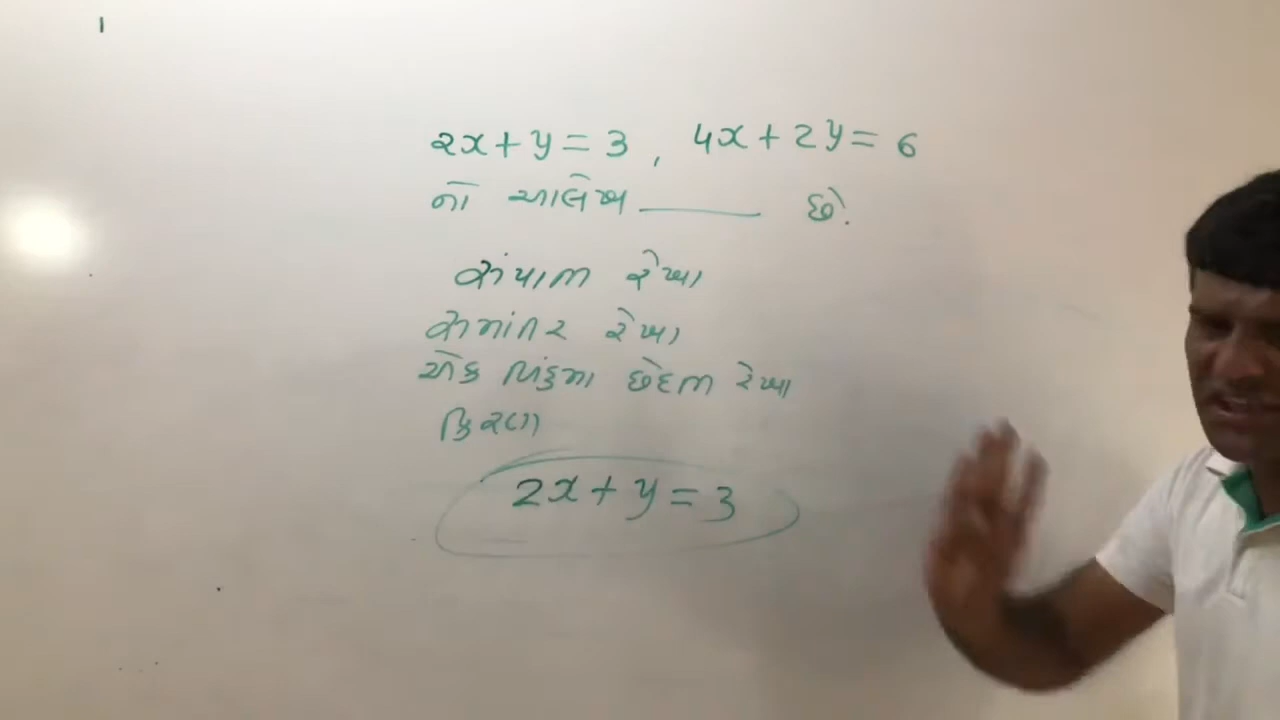 2x + y = 3 , 4x + 2y = 6
નો આલેખ ______ છે.
સંપાત રેખા
સમાંતર રેખા
એક બિંદુમાં છેદતી રેખા
કિરણ
2x + y = 3